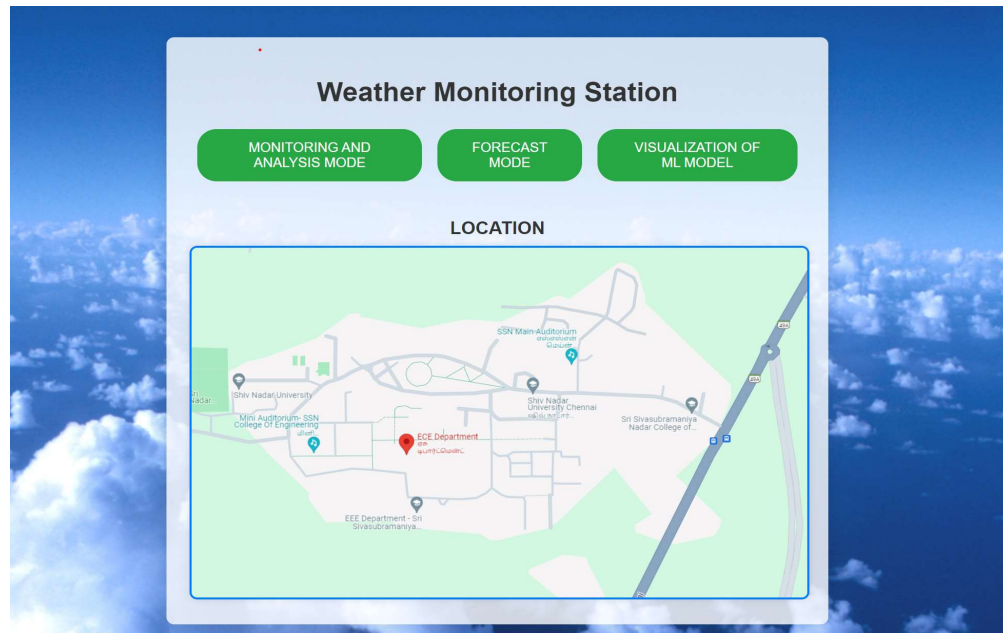 Weather Monitoring Station
MONITORING AND
ANALYSIS MODE
FORECAST
MODE
VISUALIZATION OF
ML MODEL
LOCATION
49A
SSN Main Auditorium
49A
Shiv Nadar University
Shiv Nadar
University Chennai
Sri Sivasubramaniya
Nadar College of...
Mini Auditorium- SSN
College Of Engineering
மினி
ECE Department
EEE Department - Sri
Sivasubramaniya...